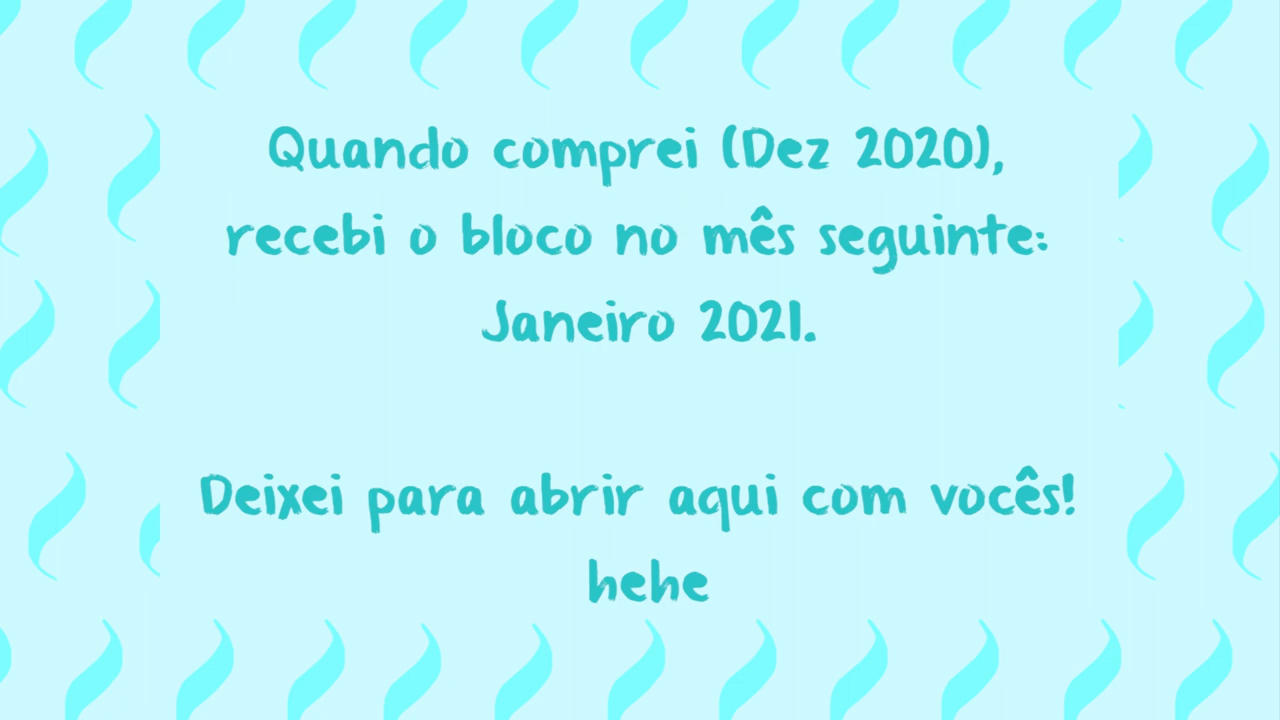 Quando comprei (Dez 2020),
recebi o bloco no mês seguinte:
Janeiro 2021.
Deixei para abrir aqui com vocês!
hehe